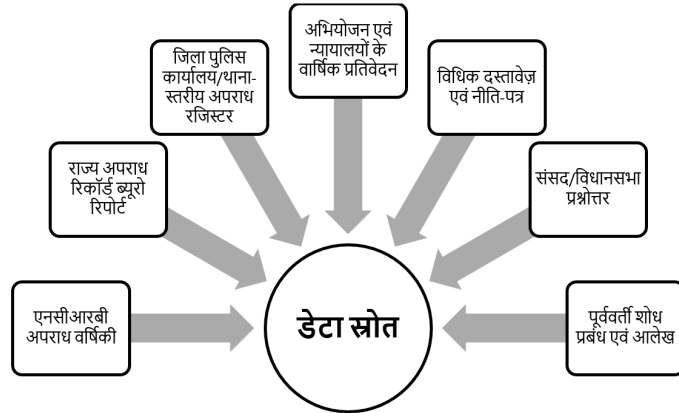 अभियोजन एवं
न्यायालयों के
वार्षिक प्रतिवेदन
जिला पुलिस
कार्यालय/थाना-
स्तरीय अपराध
रजिस्टर
विधिक दस्तावेज़
एवं नीति-पत्र
राज्य अपराध
रिकॉर्ड ब्यूरो
रिपोर्ट
संसद/विधानसभा
प्रश्नोत्तर
एनसीआरबी
अपराध वर्षिकी
डेटा स्रोत
पूर्ववर्ती शोध
प्रबंध एवं आलेख